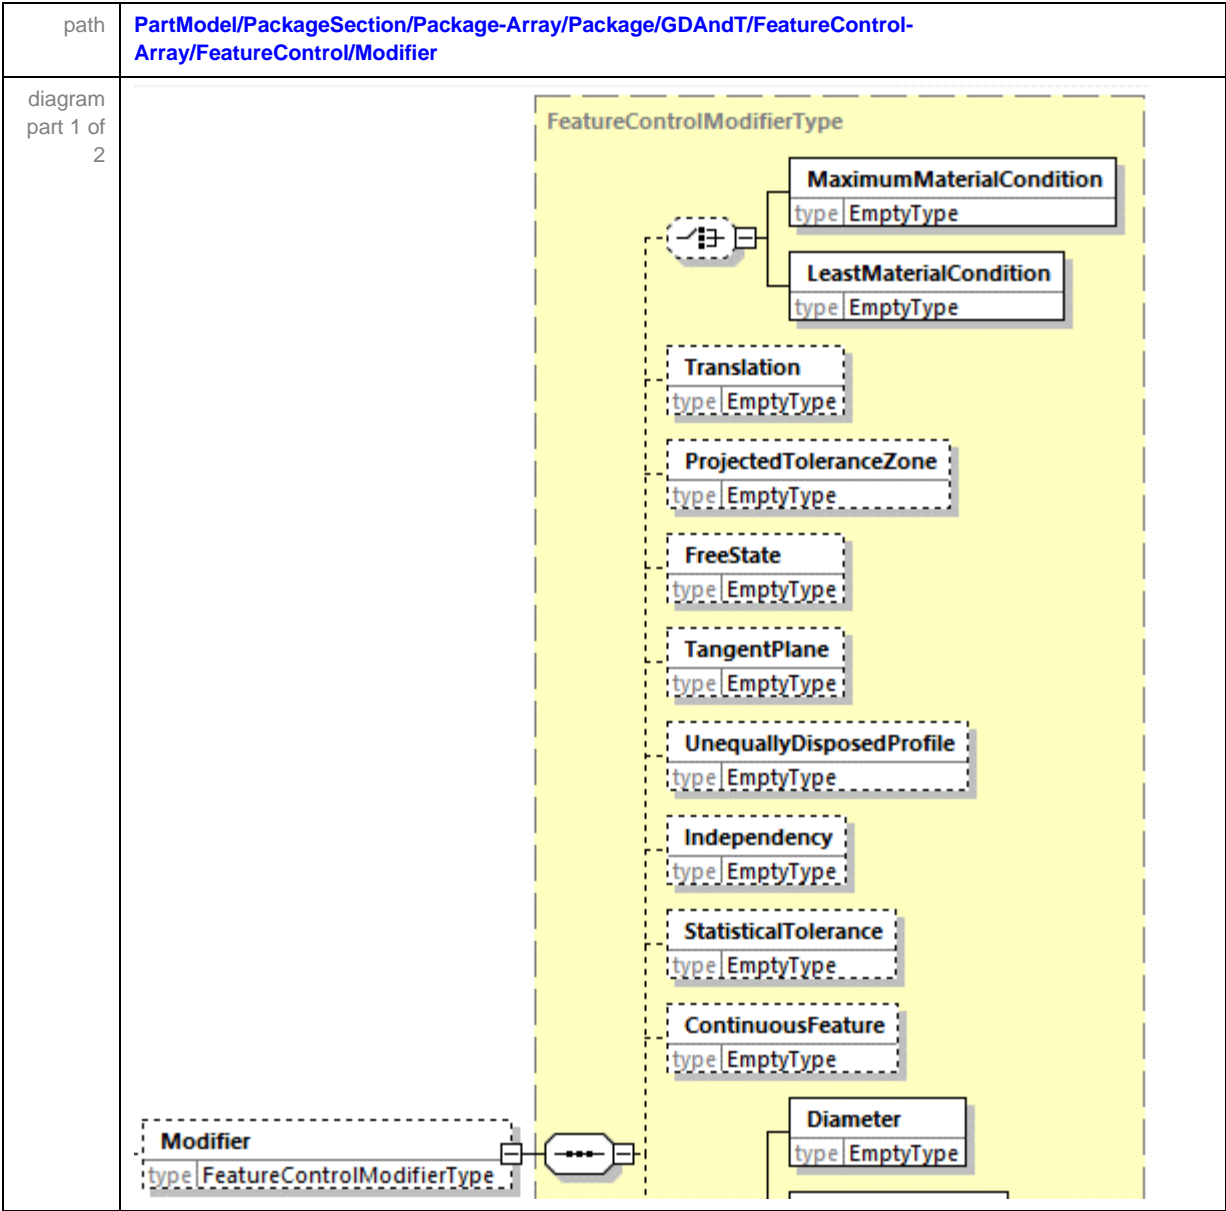 path
PartModel/PackageSection/Package-Array/Package/GDAndT/FeatureControl-
Array/FeatureControl/Modifier
diagram
part 1 of
2
FeatureControlModifierType
MaximumMaterialCondition
type EmptyType
LeastMaterialCondition
type EmptyType
Translation
type EmptyType
ProjectedToleranceZone
type EmptyType
FreeState
type EmptyType
TangentPlane
type EmptyType
UnequallyDisposedProfile
type EmptyType
Independency
type EmptyType
StatisticalTolerance
type EmptyType
ContinuousFeature
type EmptyType
Diameter
type EmptyType
Modifier
type FeatureControlModifierType